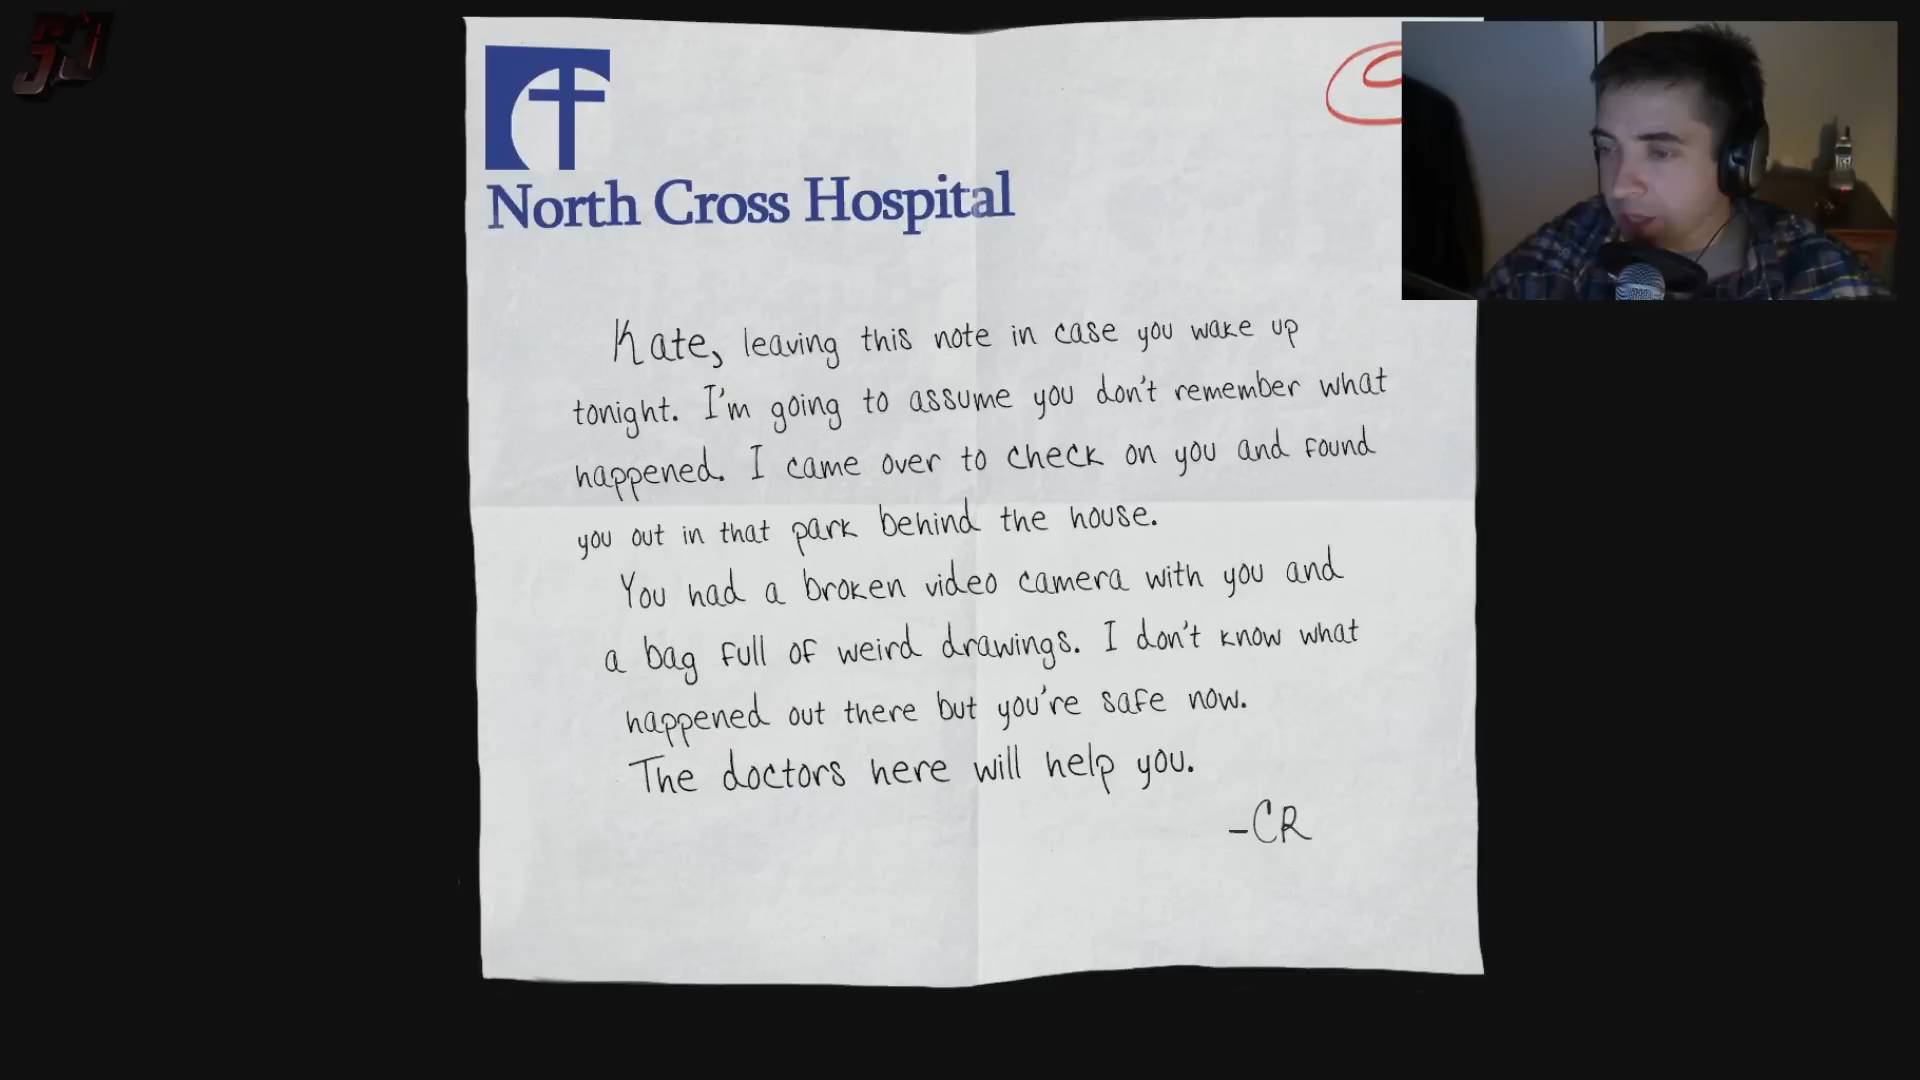 SJ
North Cross Hospital
Kate, leaving this note in case you wake up
tonight. I'm going to assume you don't remember what
happened. I came over to check on you and found
you out in that park behind the house.
You had a broken video camera with you and
a bag full of weird drawings. I don't know what
happened out there but you're safe now.
The doctors here will help you.
-CR